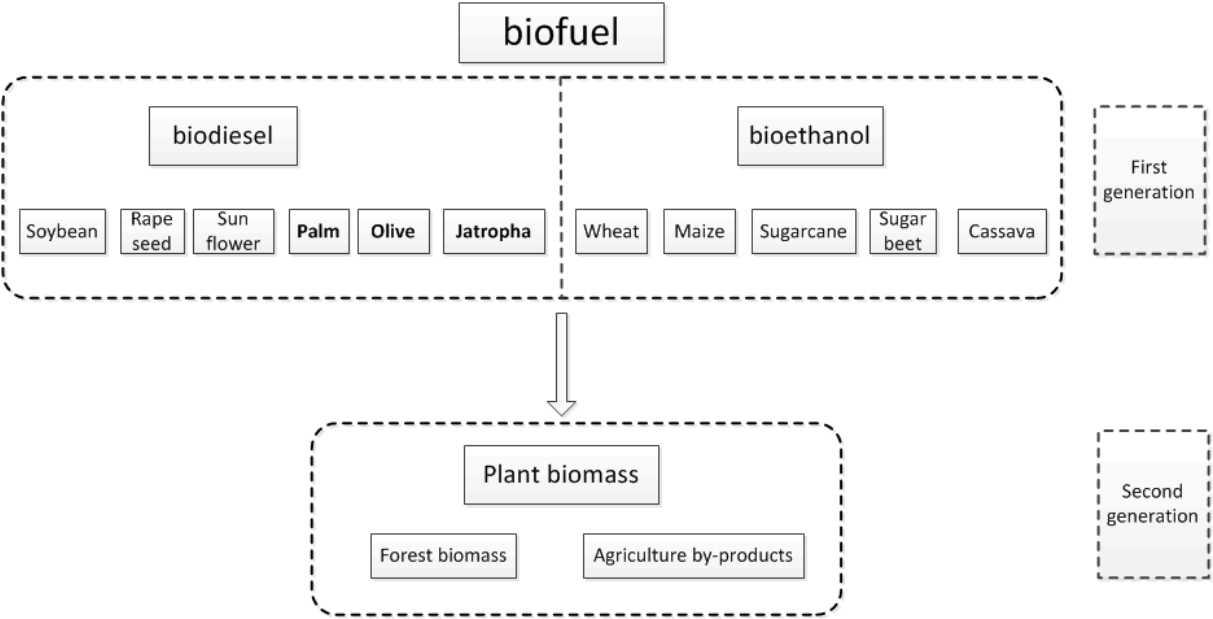 biofuel
biodiesel
bioethanol
First
generation
Soybean
Rape
seed
Sun
flower
Palm
Olive
Jatropha
Wheat
Maize
Sugarcane
Sugar
beet
Cassava
Plant biomass
Second
generation
Forest biomass
Agriculture by-products